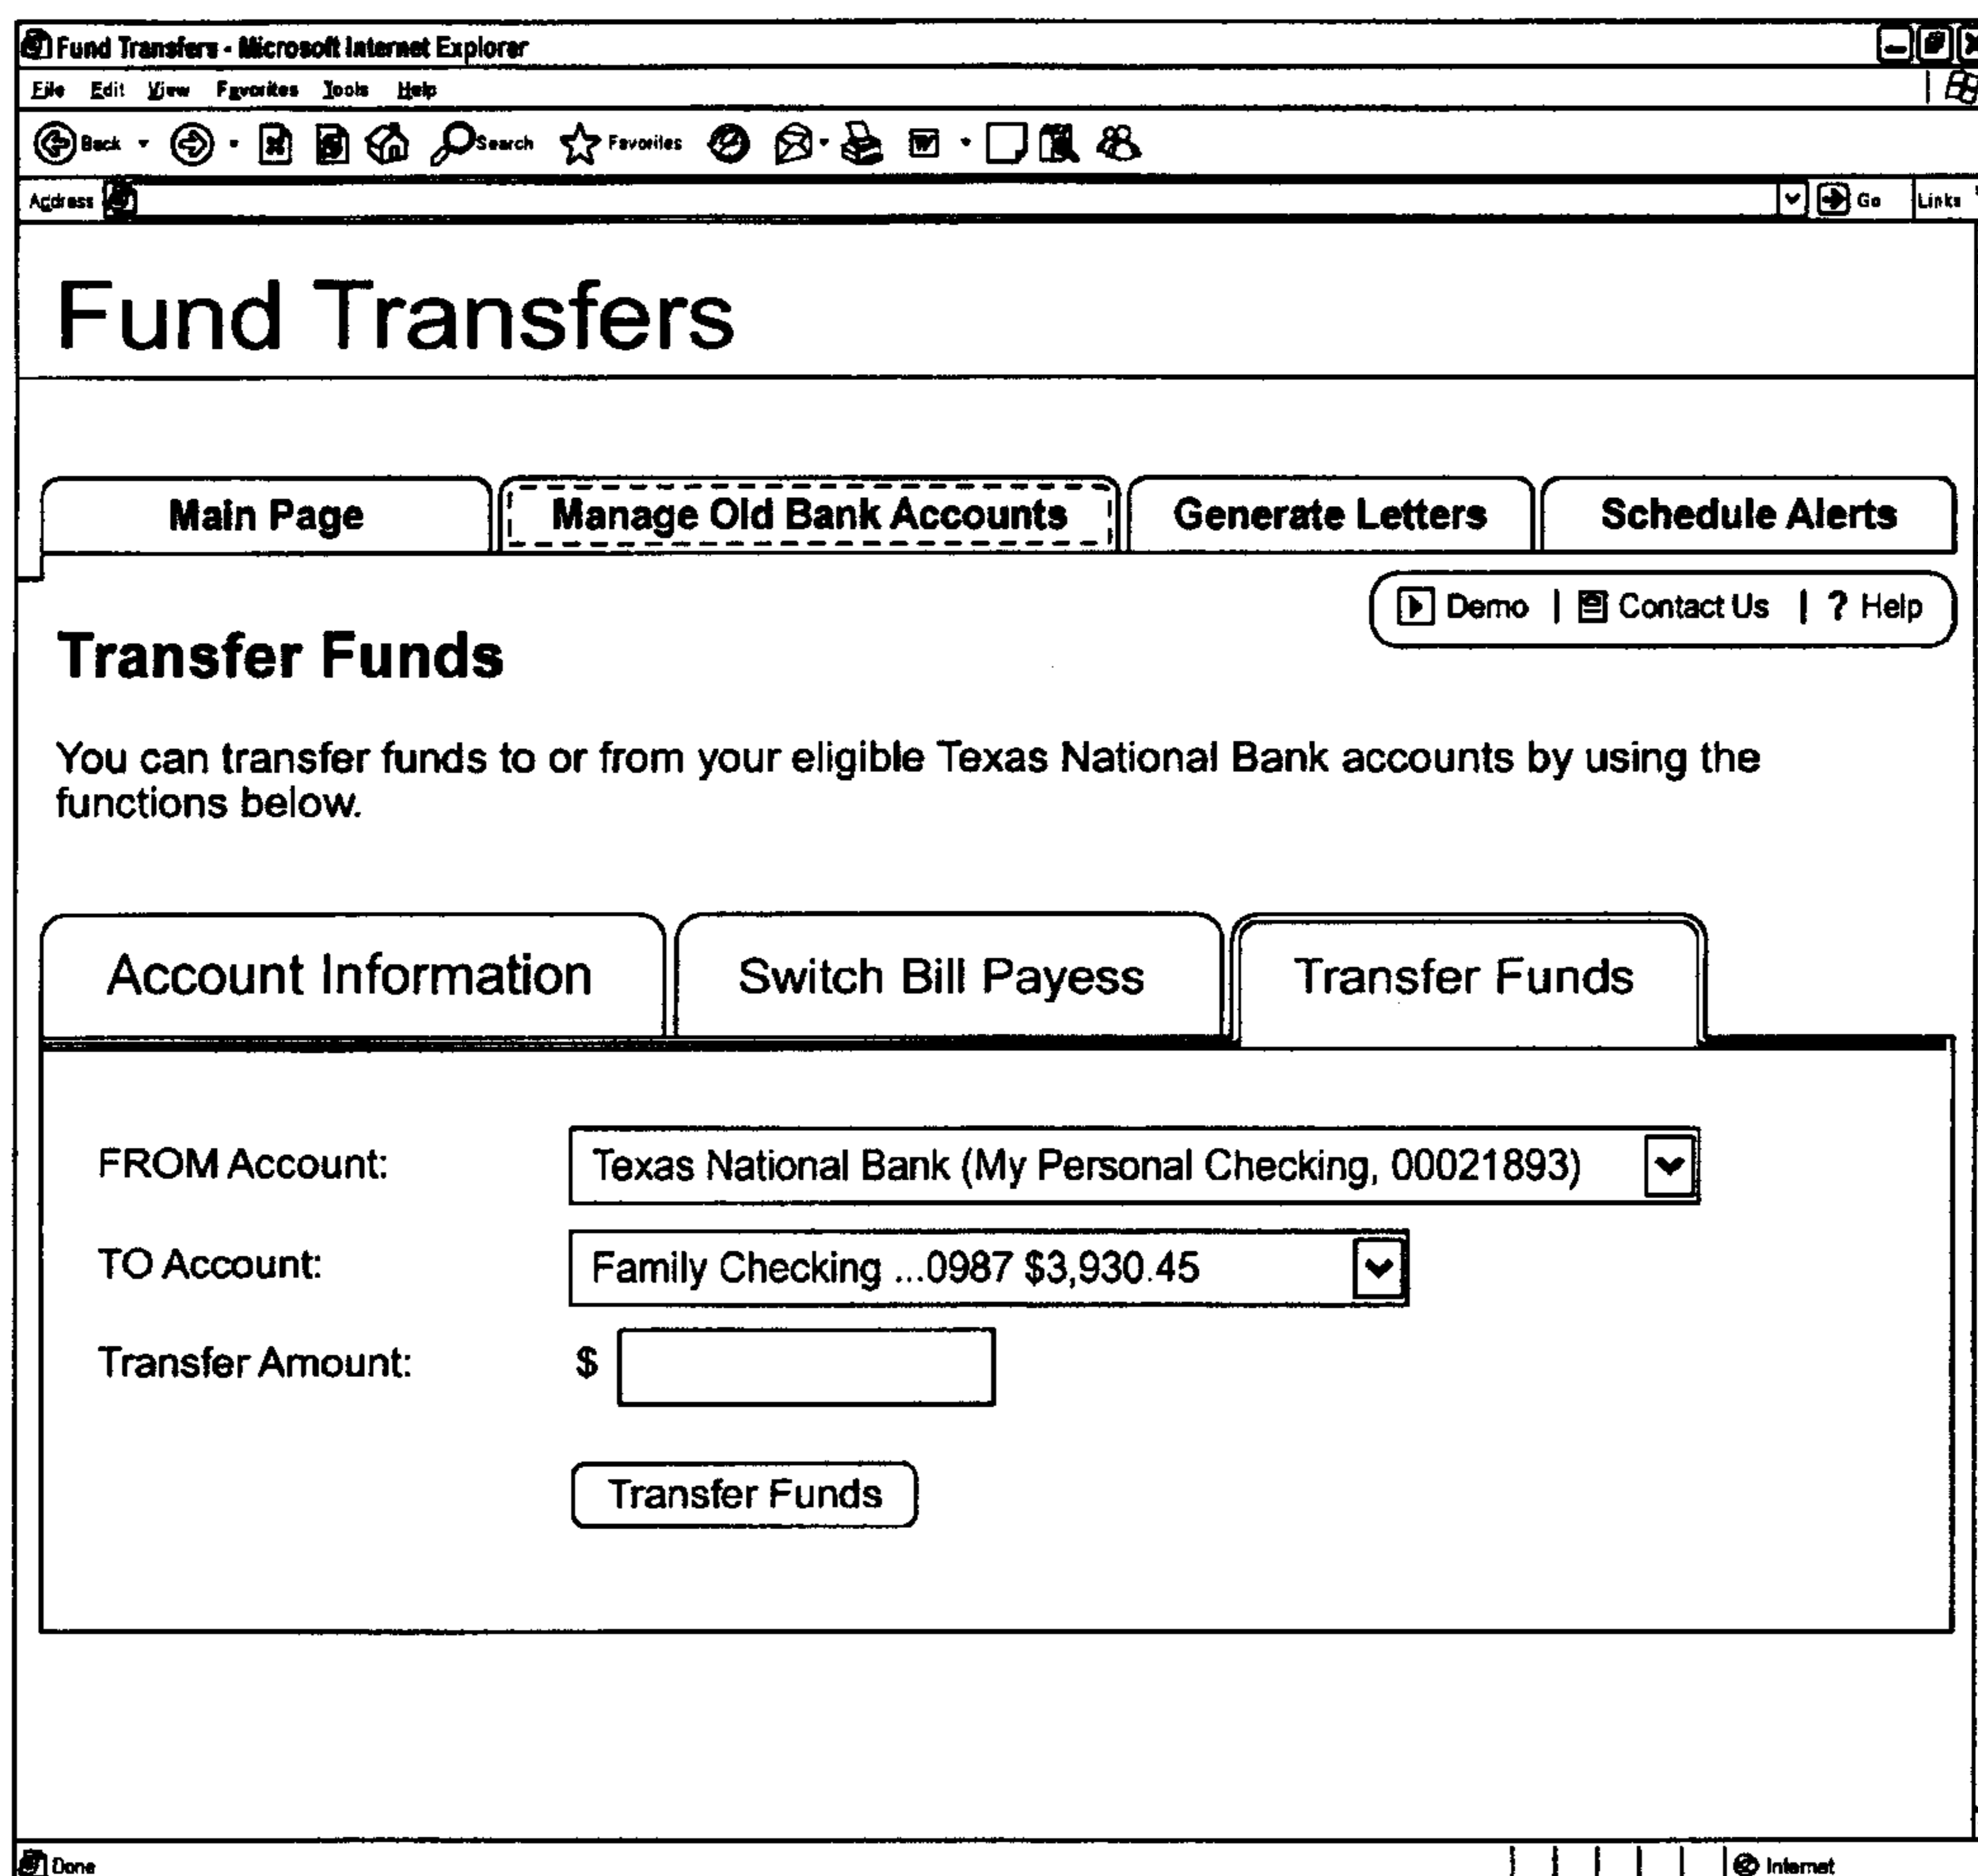 Fund Transfers - Microsoft Internet Explorer
File Edit View Favorites Tools Help
Back Search Favorites
Address Go Links
Fund Transfers
Main Page Manage Old Bank Accounts Generate Letters Schedule Alerts
Demo | Contact Us | ? Help
Transfer Funds
You can transfer funds to or from your eligible Texas National Bank accounts by using the
functions below.
Account Information Switch Bill Payess Transfer Funds
FROM Account: Texas National Bank (My Personal Checking, 00021893)
TO Account: Family Checking ...0987 $3,930.45
Transfer Amount: $
Transfer Funds
Done Internet